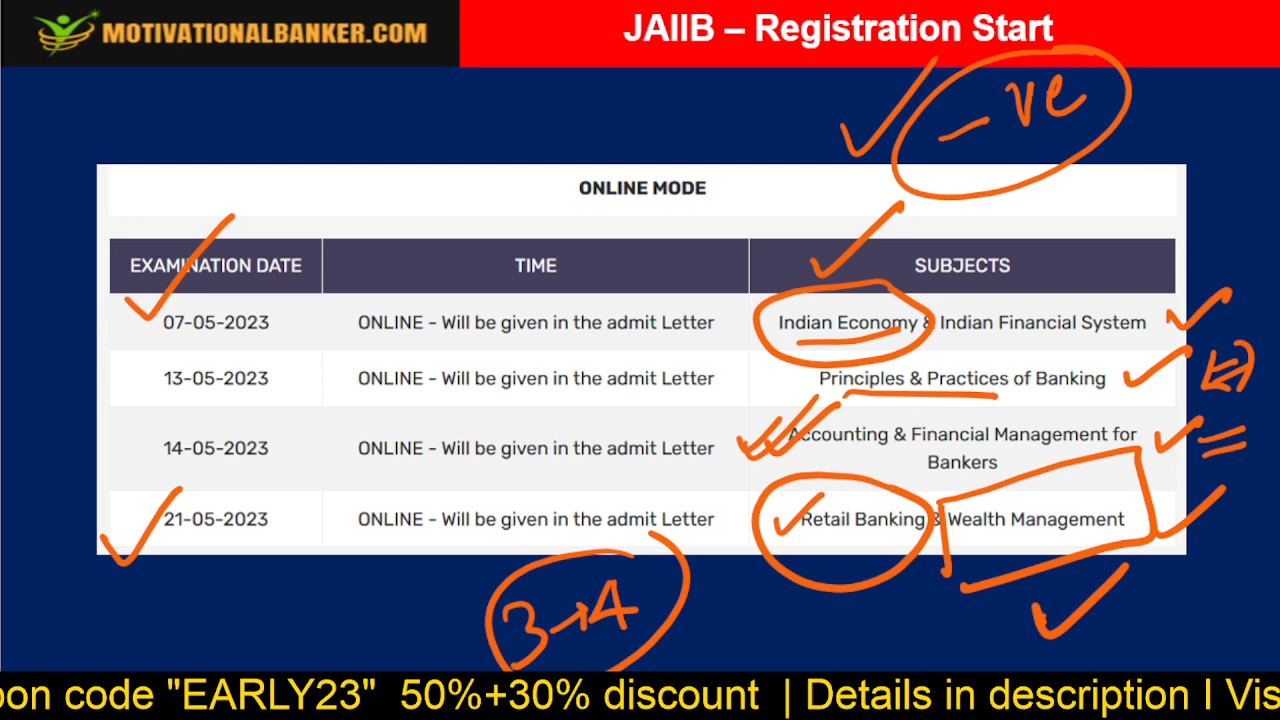 MOTIVATIONALBANKER.COM
JAIIB – Registration Start
-ve
ONLINE MODE
EXAMINATION DATE TIME SUBJECTS
07-05-2023 ONLINE - Will be given in the admit Letter Indian Economy & Indian Financial System
13-05-2023 ONLINE - Will be given in the admit Letter Principles & Practices of Banking
14-05-2023 ONLINE - Will be given in the admit Letter Accounting & Financial Management for
Bankers
21-05-2023 ONLINE - Will be given in the admit Letter Retail Banking & Wealth Management
3→4
pon code "EARLY23" 50%+30% discount | Details in description I Vis